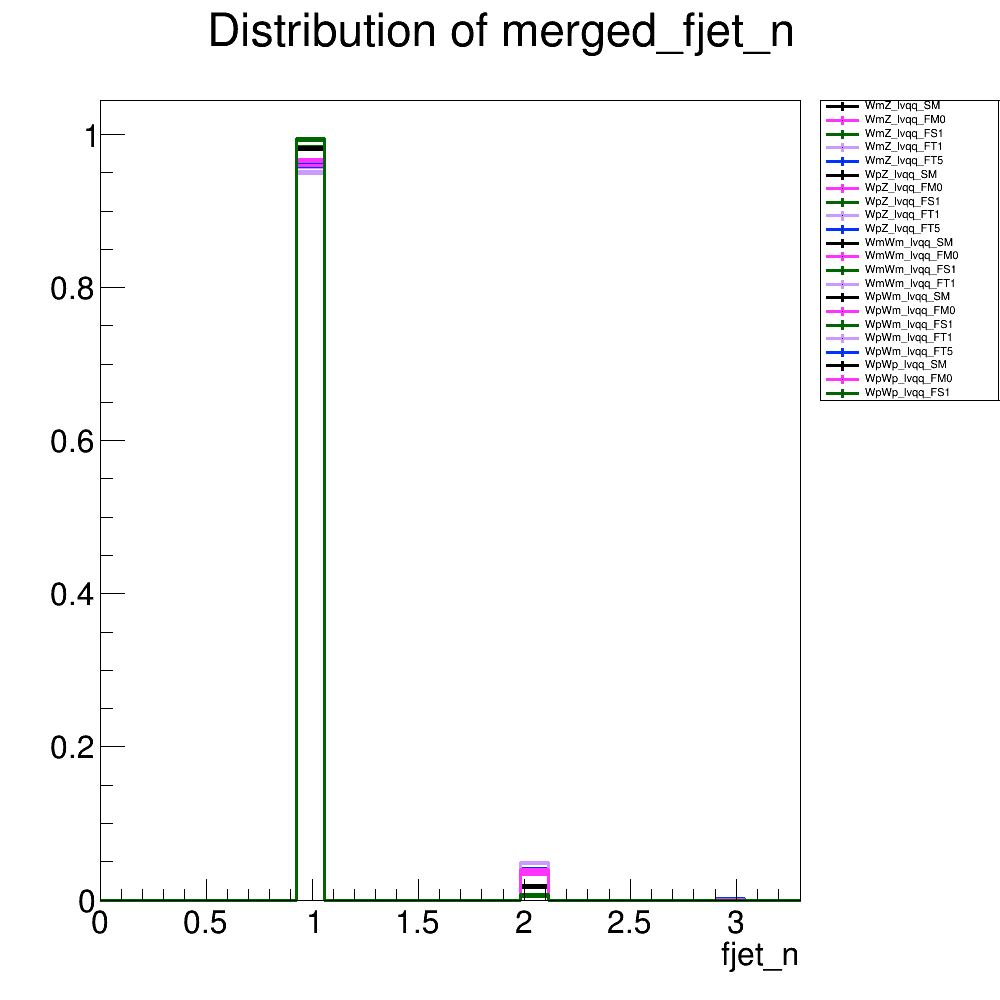 Distribution of merged_fjet_n
1
0.8
0.6
0.4
0.2
0
0 0.5 1 1.5 2 2.5 3
fjet_n
WmZ_lvqq_SM
WmZ_lvqq_FM0
WmZ_lvqq_FS1
WmZ_lvqq_FT1
WmZ_lvqq_FT5
WpZ_lvqq_SM
WpZ_lvqq_FM0
WpZ_lvqq_FS1
WpZ_lvqq_FT1
WpZ_lvqq_FT5
WmWm_lvqq_SM
WmWm_lvqq_FM0
WmWm_lvqq_FS1
WmWm_lvqq_FT1
WpWm_lvqq_SM
WpWm_lvqq_FM0
WpWm_lvqq_FS1
WpWm_lvqq_FT1
WpWm_lvqq_FT5
WpWp_lvqq_SM
WpWp_lvqq_FM0
WpWp_lvqq_FS1